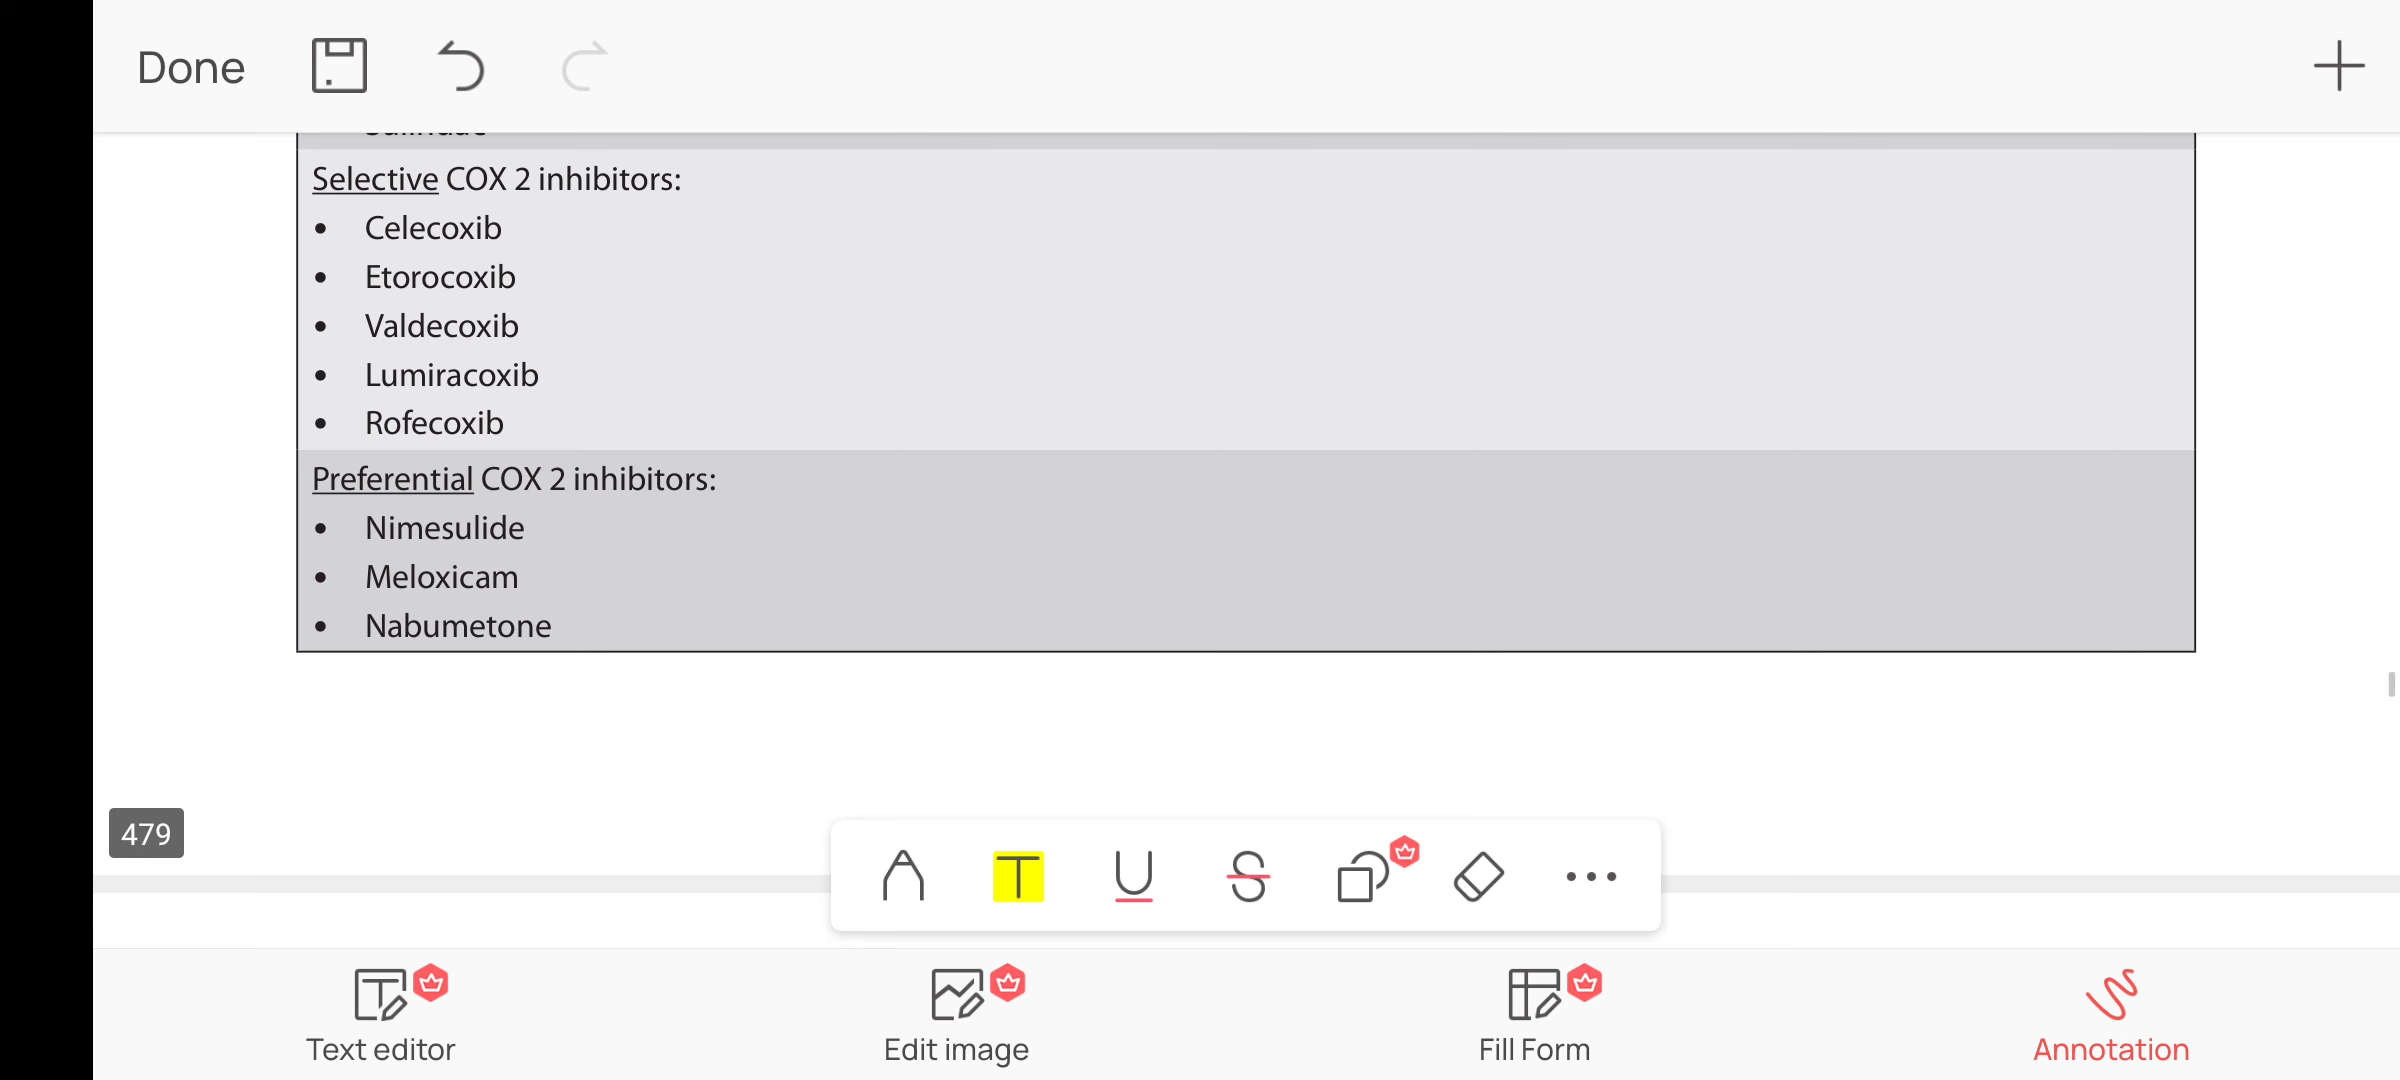 Done
Selective COX 2 inhibitors:
• Celecoxib
• Etorocoxib
• Valdecoxib
• Lumiracoxib
• Rofecoxib
Preferential COX 2 inhibitors:
• Nimesulide
• Meloxicam
• Nabumetone
479
Text editor
Edit image
Fill Form
Annotation